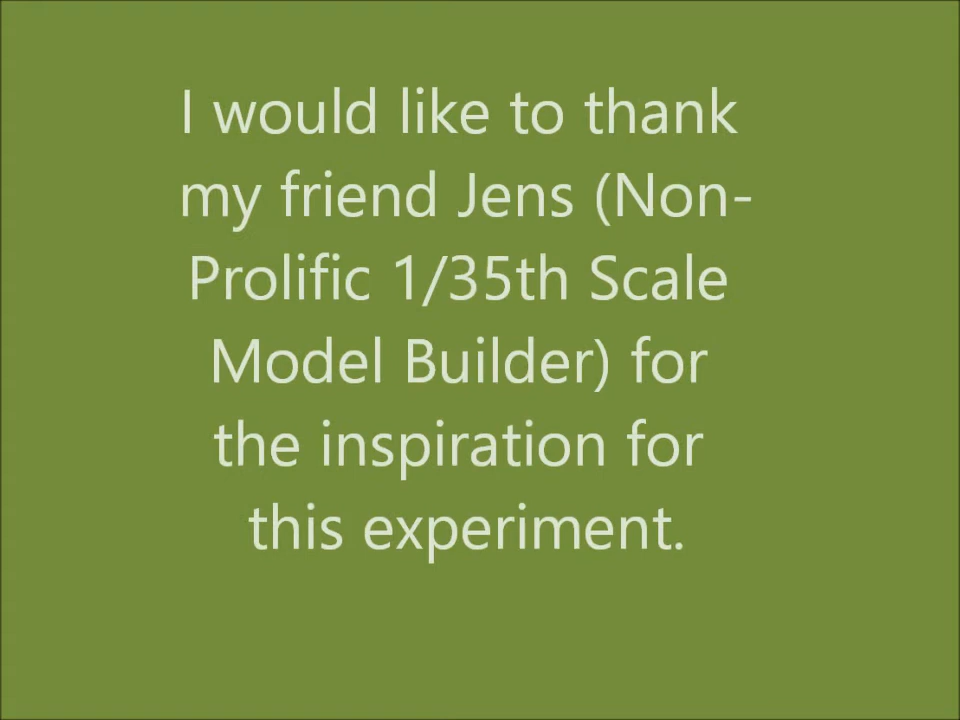 I would like to thank
my friend Jens (Non-
Prolific 1/35th Scale
Model Builder) for
the inspiration for
this experiment.